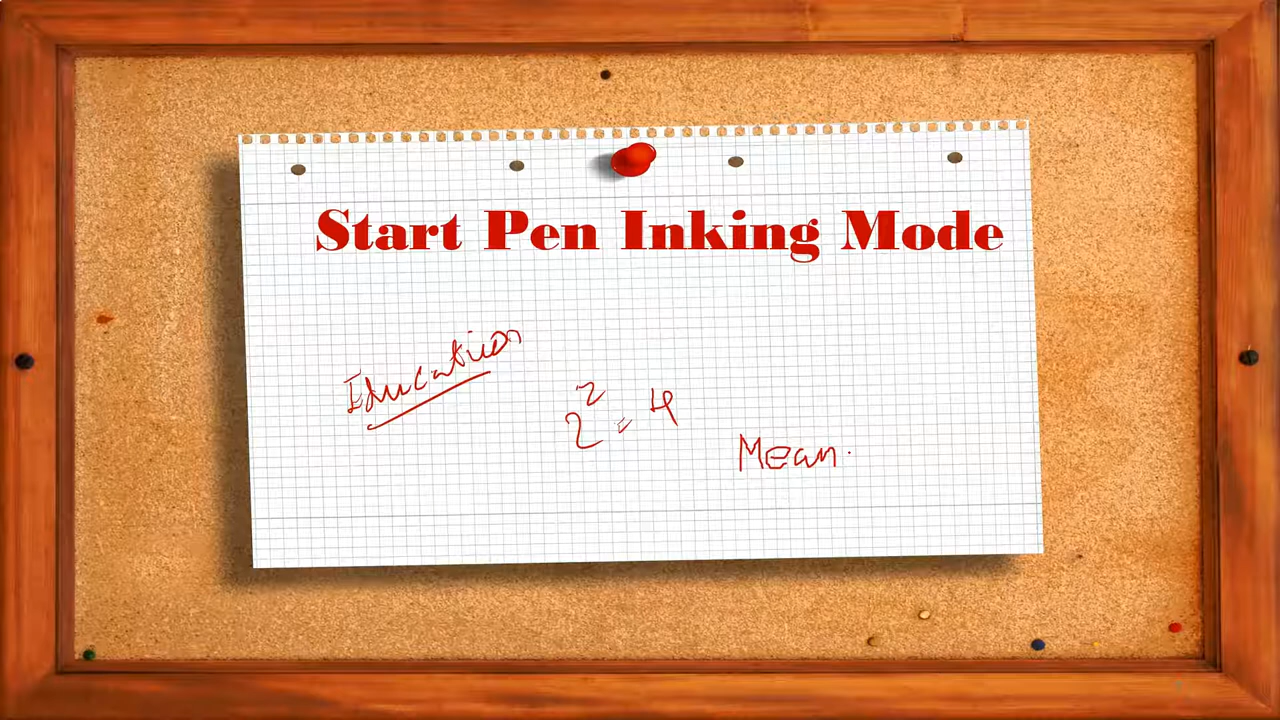 Start Pen Inking Mode
Education
2² = 4
Mean.